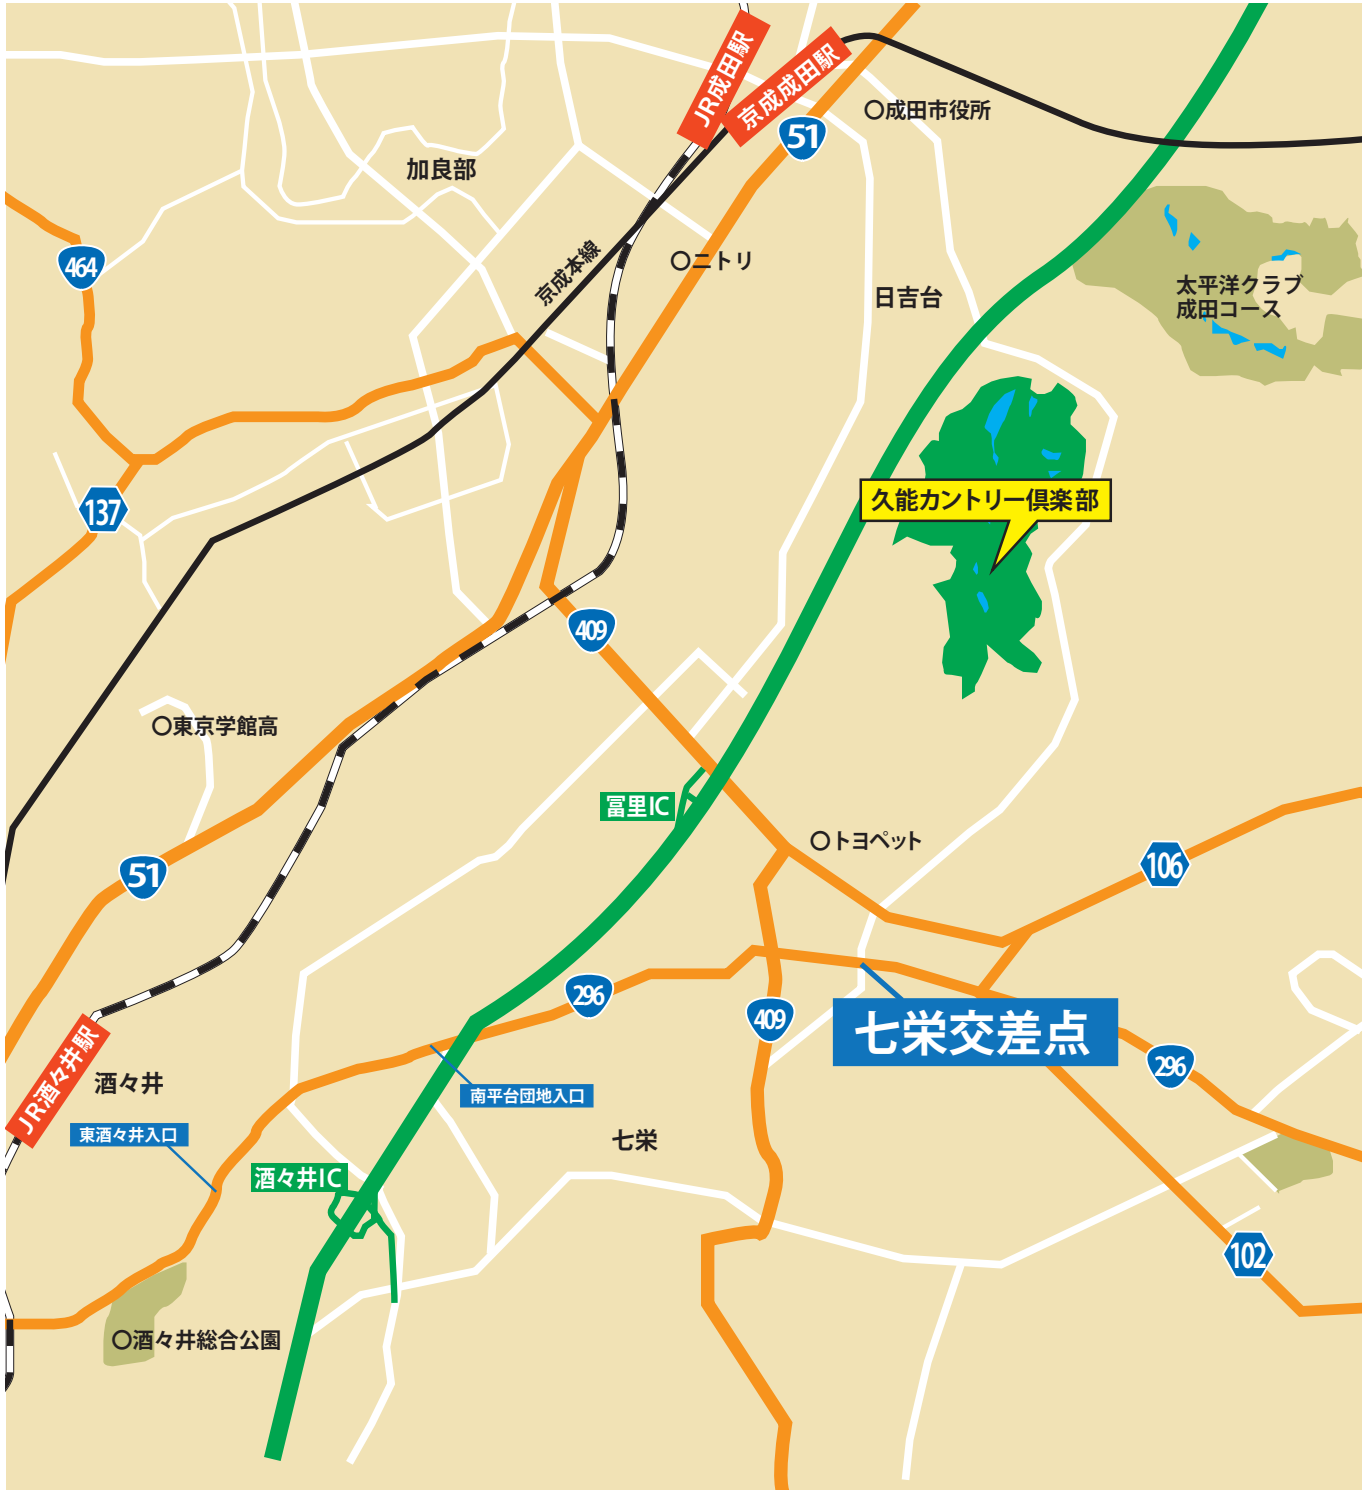 JR成田駅
京成成田駅
成田市役所
51
加良部
464
京成本線
ニトリ
日吉台
太平洋クラブ
成田コース
137
久能カントリー倶楽部
409
東京学館高
冨里IC
トヨペット
106
51
296
409
七栄交差点
296
JR酒々井駅
酒々井
南平台団地入口
東酒々井入口
七栄
酒々井IC
102
酒々井総合公園